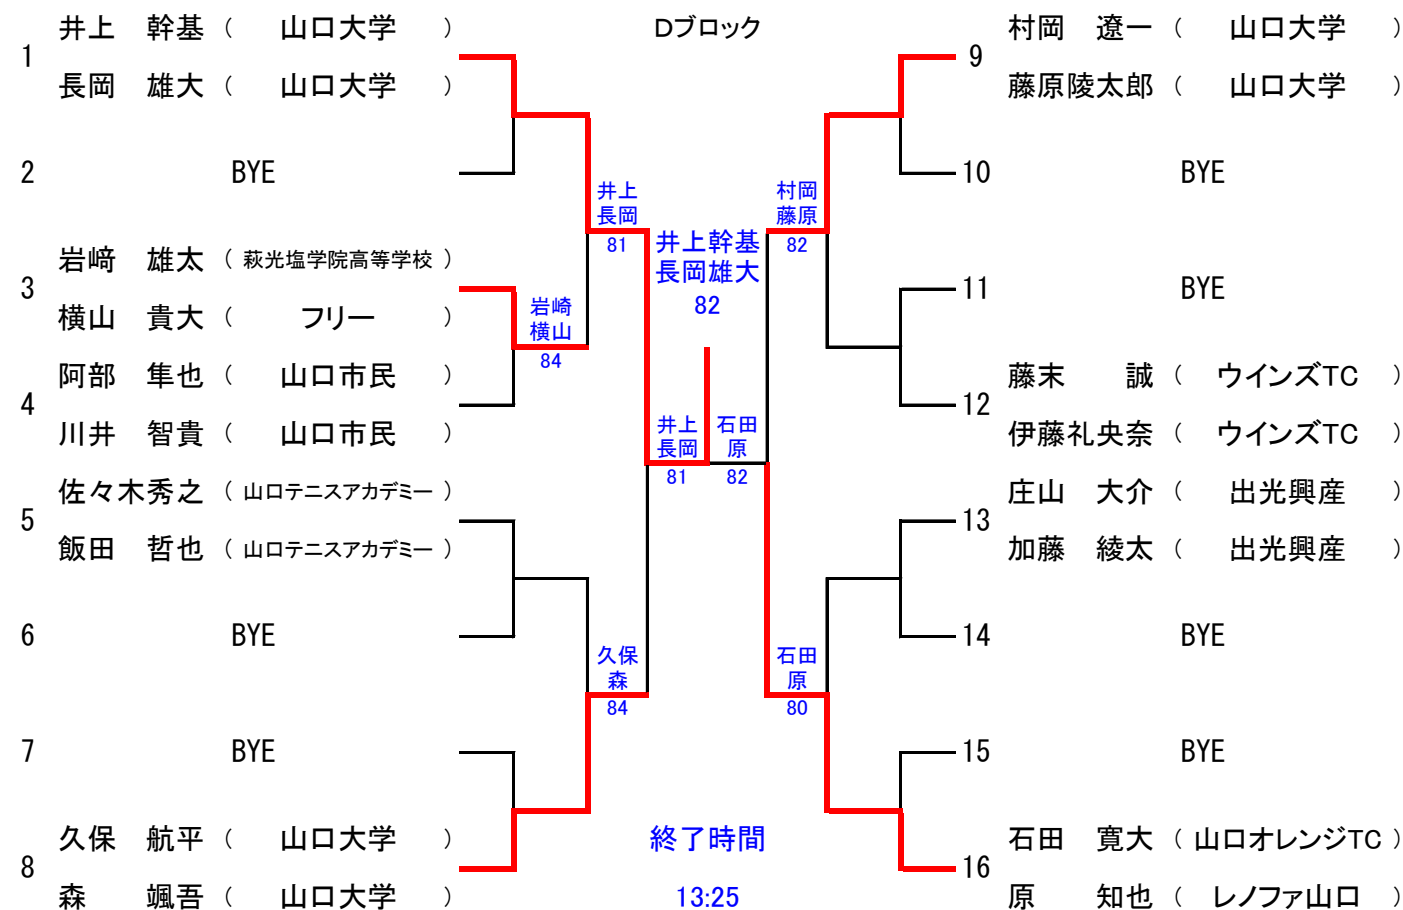 Dブロック
1
井上 幹基 ( 山口大学 )
長岡 雄大 ( 山口大学 )
2
BYE
3
岩﨑 雄太 ( 萩光塩学院高等学校 )
横山 貴大 ( フリー )
4
阿部 隼也 ( 山口市民 )
川井 智貴 ( 山口市民 )
5
佐々木秀之 ( 山口テニスアカデミー )
飯田 哲也 ( 山口テニスアカデミー )
6
BYE
7
BYE
8
久保 航平 ( 山口大学 )
森 颯吾 ( 山口大学 )
岩崎
横山
84
井上
長岡
81
久保
森
84
井上
長岡
81
井上幹基
長岡雄大
82
石田
原
82
村岡
藤原
82
石田
原
80
終了時間
13:25
9
村岡 遼一 ( 山口大学 )
藤原陵太郎 ( 山口大学 )
10
BYE
11
BYE
12
藤末 誠 ( ウインズTC )
伊藤礼央奈 ( ウインズTC )
13
庄山 大介 ( 出光興産 )
加藤 綾太 ( 出光興産 )
14
BYE
15
BYE
16
石田 寛大 ( 山口オレンジTC )
原 知也 ( レノファ山口 )